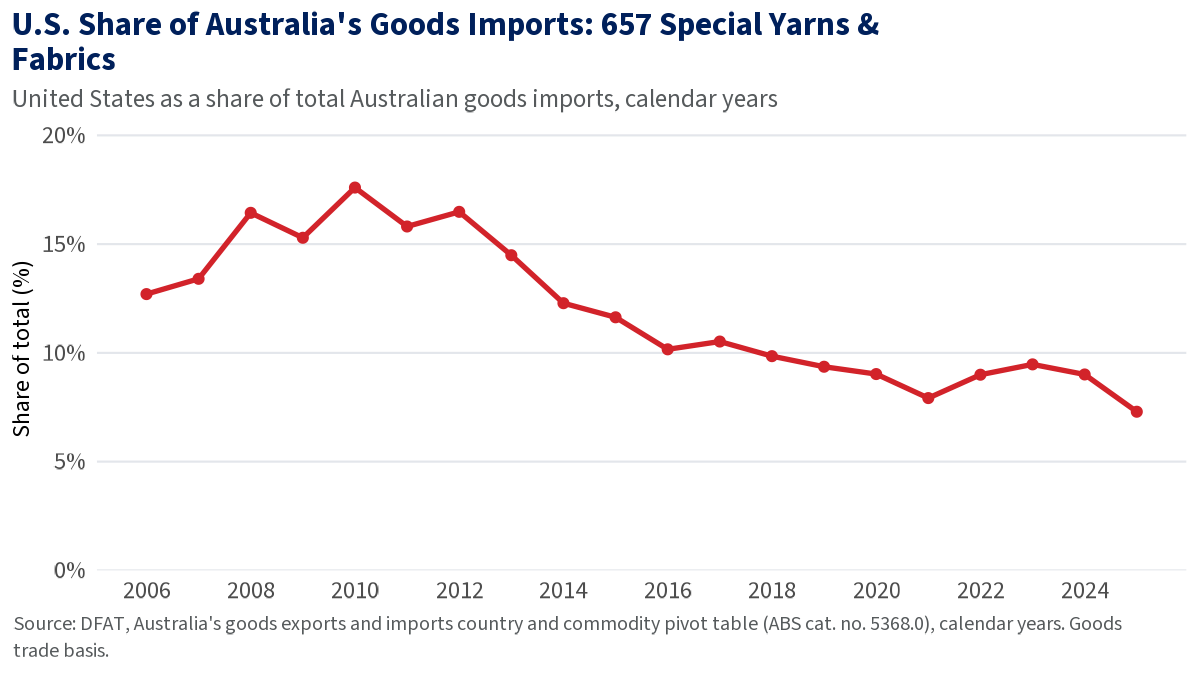 U.S. Share of Australia's Goods Imports: 657 Special Yarns &
Fabrics
United States as a share of total Australian goods imports, calendar years
Share of total (%)
20%
15%
10%
5%
0%
2006 2008 2010 2012 2014 2016 2018 2020 2022 2024
Source: DFAT, Australia's goods exports and imports country and commodity pivot table (ABS cat. no. 5368.0), calendar years. Goods
trade basis.